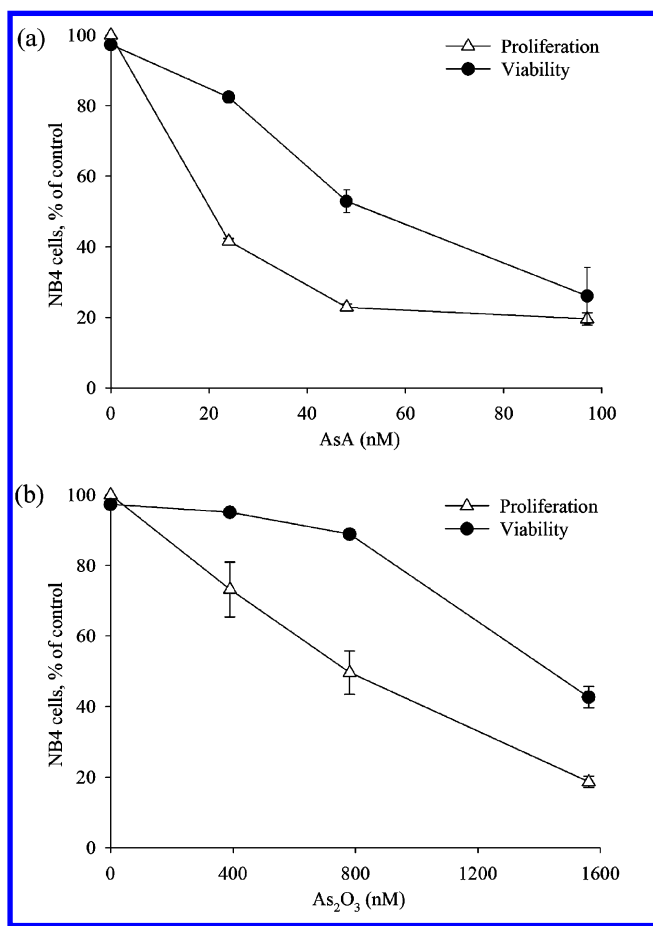 (a)
100
80
60
40
20
0
NB4 cells, % of control
Proliferation
Viability
0 20 40 60 80 100
AsA (nM)
(b)
100
80
60
40
20
0
NB4 cells, % of control
Proliferation
Viability
0 400 800 1200 1600
As₂O₃ (nM)